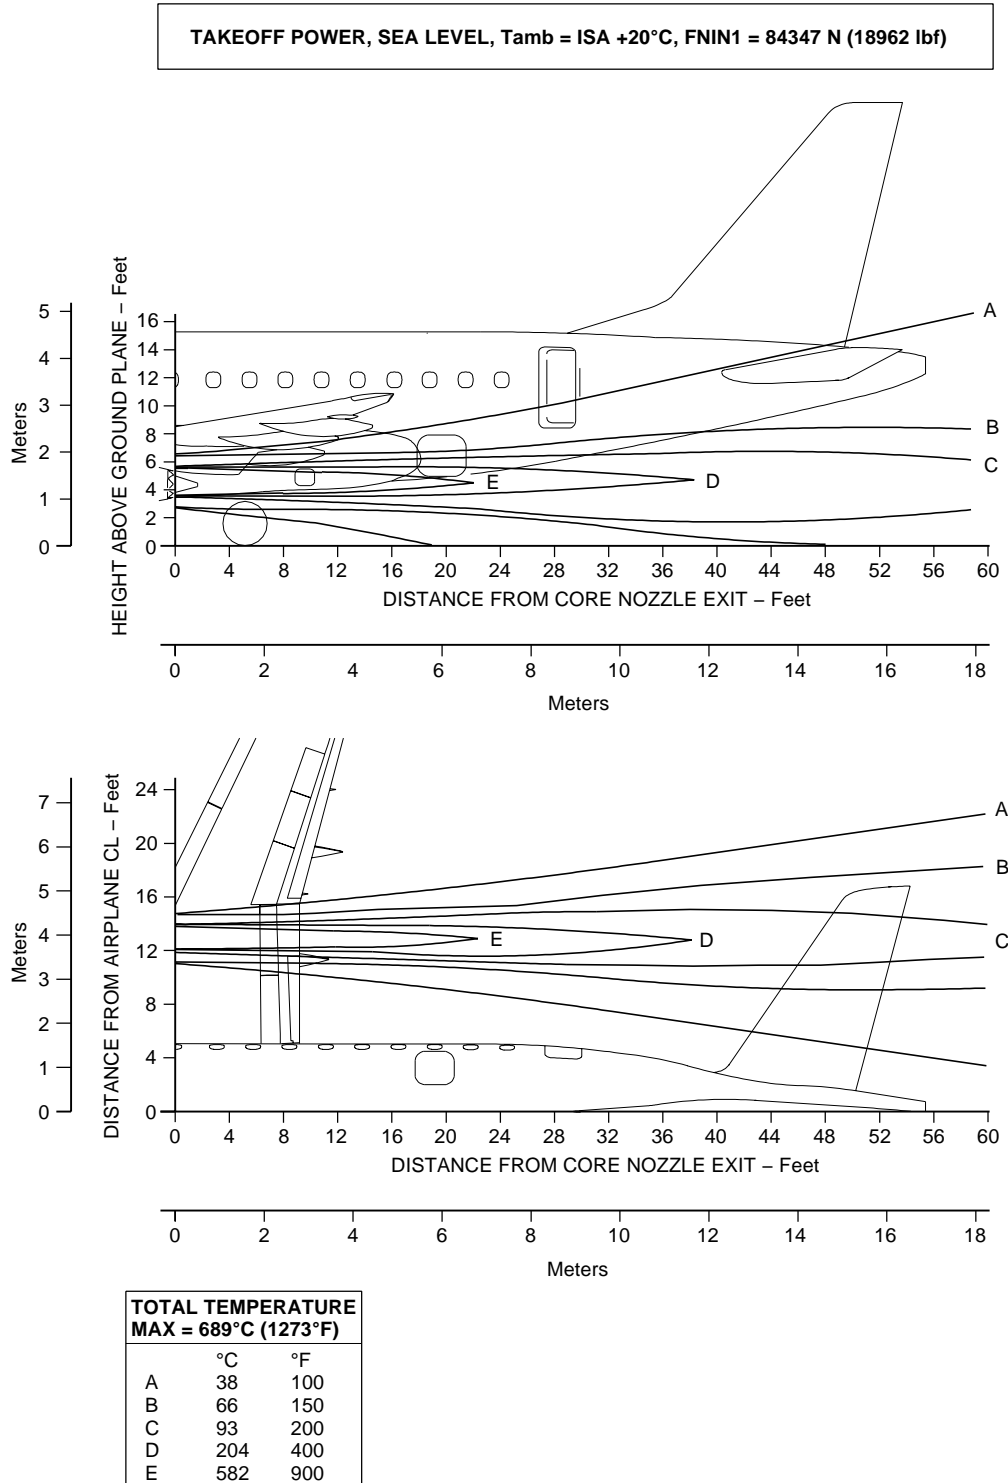 TAKEOFF POWER, SEA LEVEL, Tamb = ISA +20°C, FNIN1 = 84347 N (18962 lbf)
Meters
5
4
3
2
1
0
HEIGHT ABOVE GROUND PLANE – Feet
16
14
12
10
8
6
4
2
0
A
B
C
D
E
0 4 8 12 16 20 24 28 32 36 40 44 48 52 56 60
DISTANCE FROM CORE NOZZLE EXIT – Feet
0 2 4 6 8 10 12 14 16 18
Meters
Meters
7
6
5
4
3
2
1
0
DISTANCE FROM AIRPLANE CL – Feet
24
20
16
12
8
4
0
A
B
C
D
E
0 4 8 12 16 20 24 28 32 36 40 44 48 52 56 60
DISTANCE FROM CORE NOZZLE EXIT – Feet
0 2 4 6 8 10 12 14 16 18
Meters
TOTAL TEMPERATURE
MAX = 689°C (1273°F)
°C °F
A 38 100
B 66 150
C 93 200
D 204 400
E 582 900